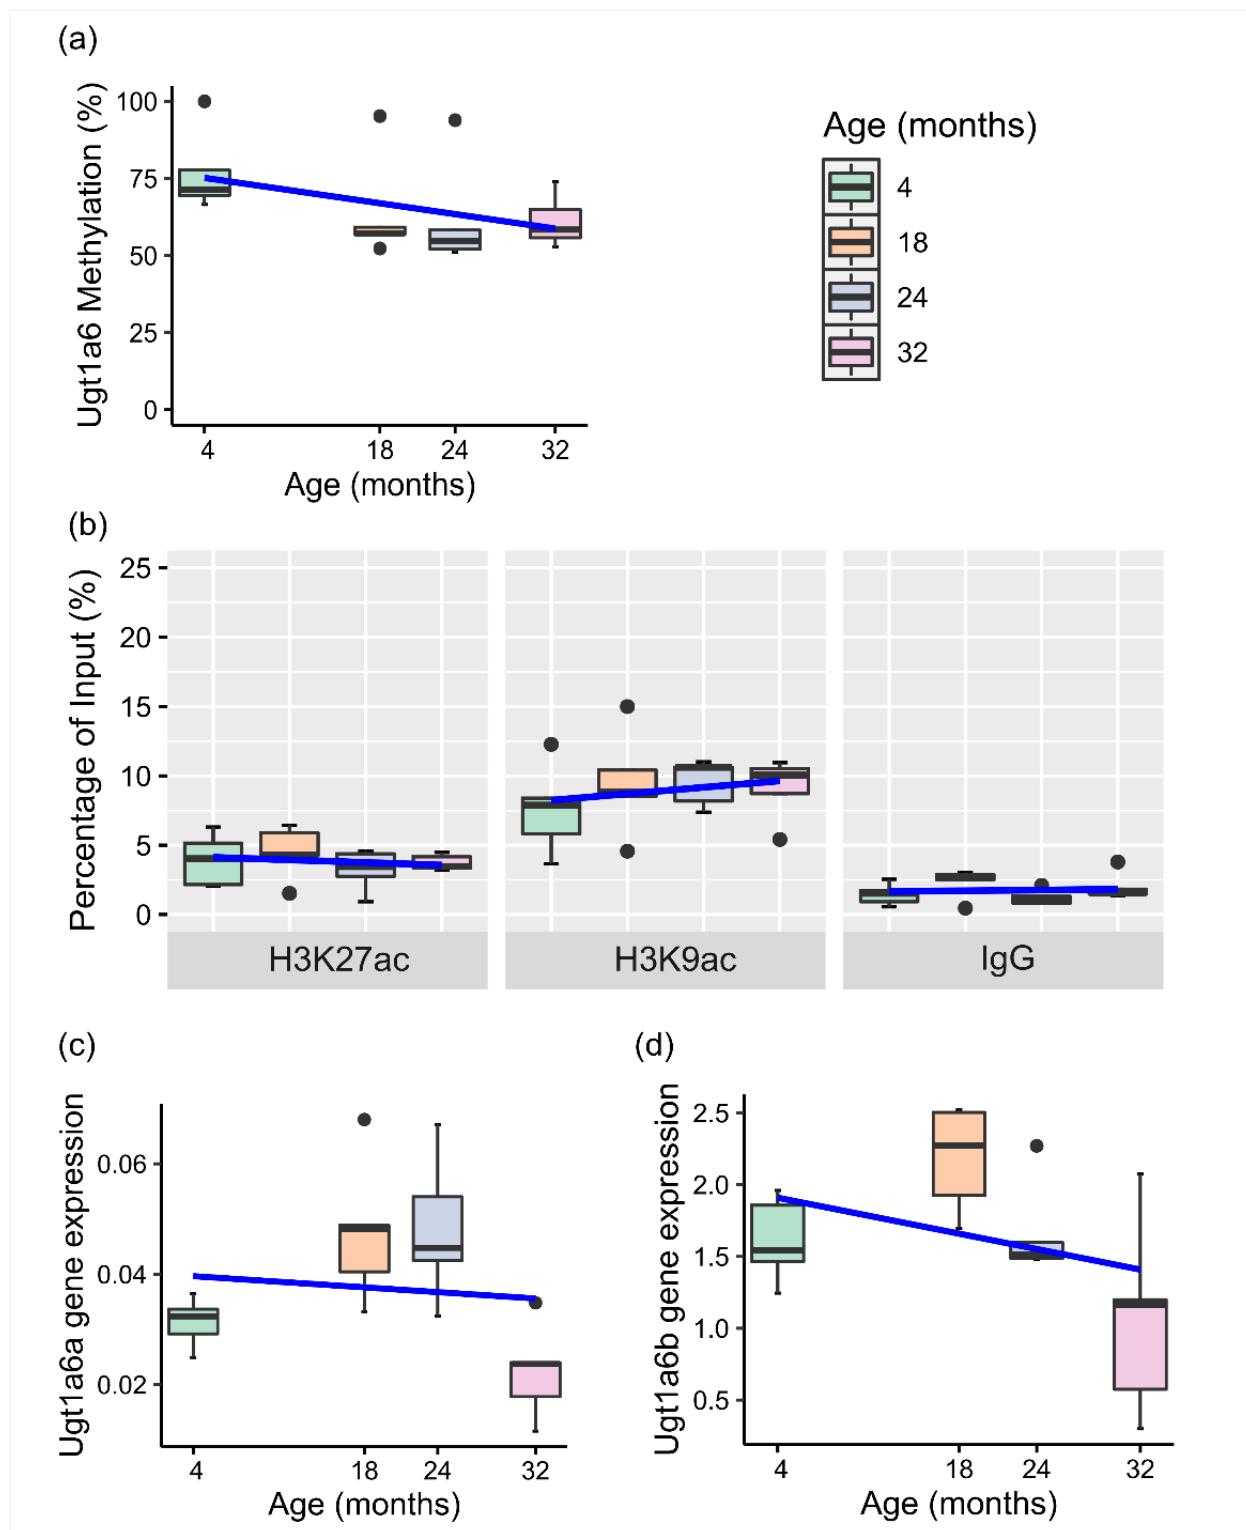 (a)
Ugt1a6 Methylation (%)
100
75
50
25
0
4 18 24 32
Age (months)
Age (months)
4
18
24
32
(b)
Percentage of Input (%)
25
20
15
10
5
0
H3K27ac H3K9ac IgG
(c)
Ugt1a6a gene expression
0.06
0.04
0.02
4 18 24 32
Age (months)
(d)
Ugt1a6b gene expression
2.5
2.0
1.5
1.0
0.5
4 18 24 32
Age (months)